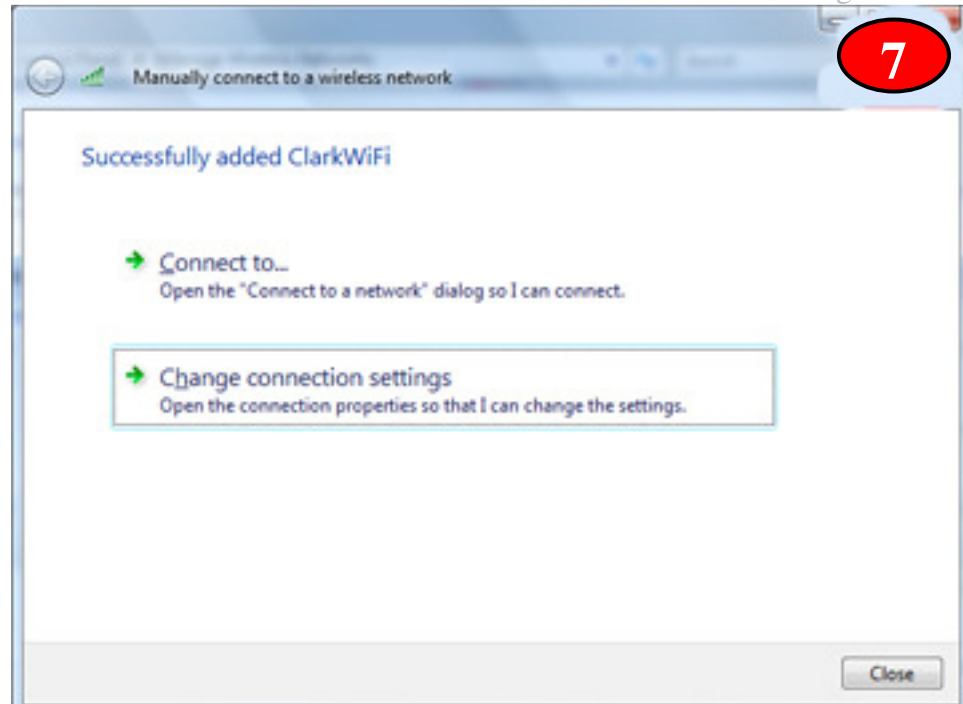 7
Manually connect to a wireless network
Successfully added ClarkWiFi
Connect to...
Open the "Connect to a network" dialog so I can connect.
Change connection settings
Open the connection properties so that I can change the settings.
Close